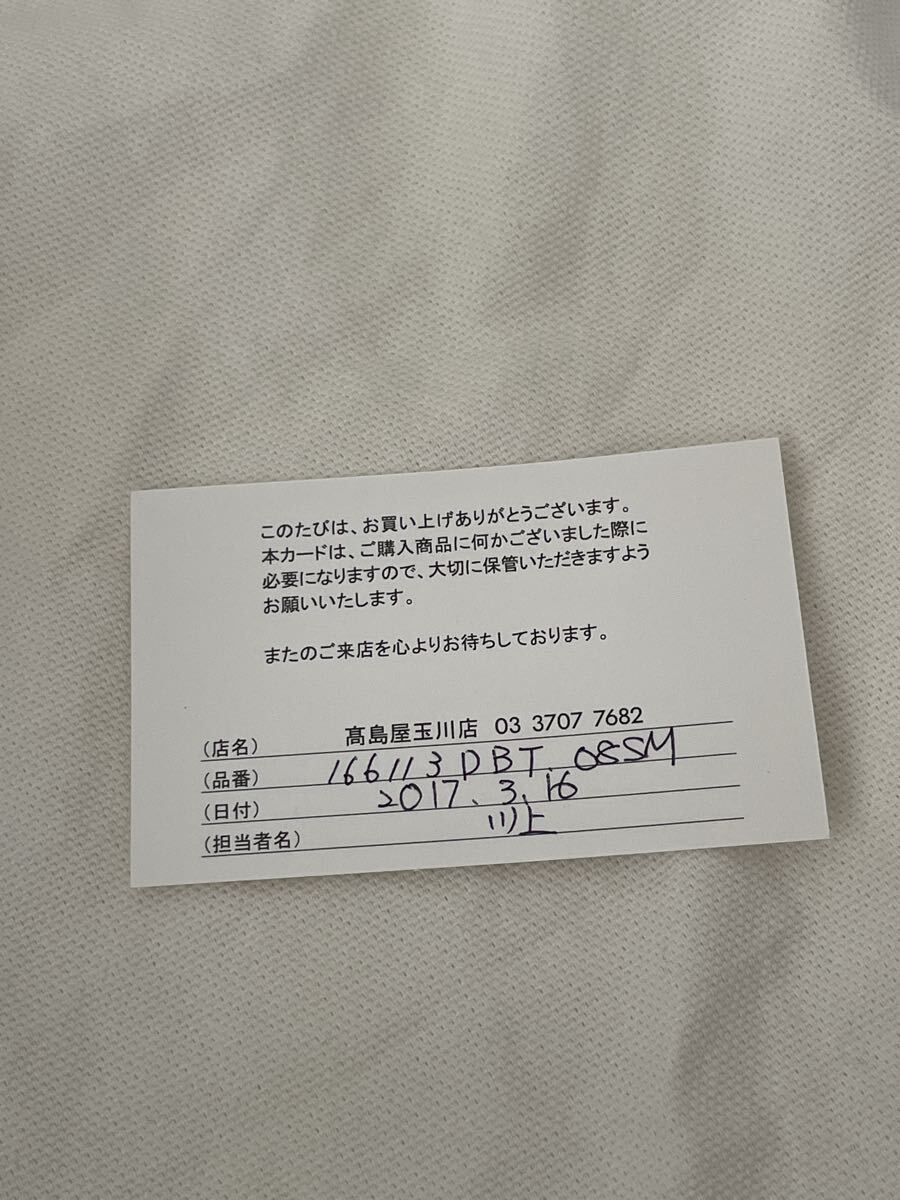 このたびは、お買い上げありがとうございます。
本カードは、ご購入商品に何かございました際に
必要になりますので、大切に保管いただきますよう
お願いいたします。
またのご来店を心よりお待ちしております。
(店名) 髙島屋玉川店 03 3707 7682
(品番) 166113 DBT. 08SSM
(日付) 2017. 3. 16
(担当者名) 川上